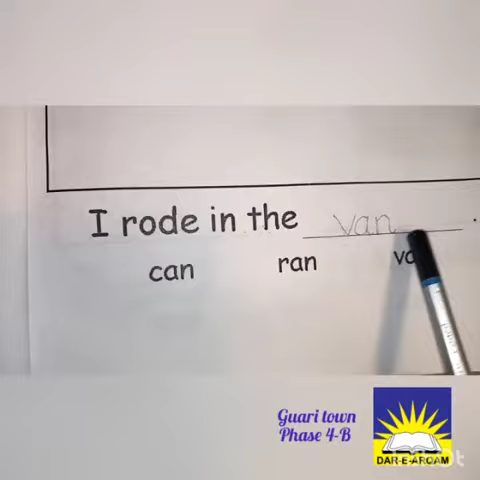 I rode in the van.
can ran
Guari town
Phase 4-B
DAR-E-ARQAM